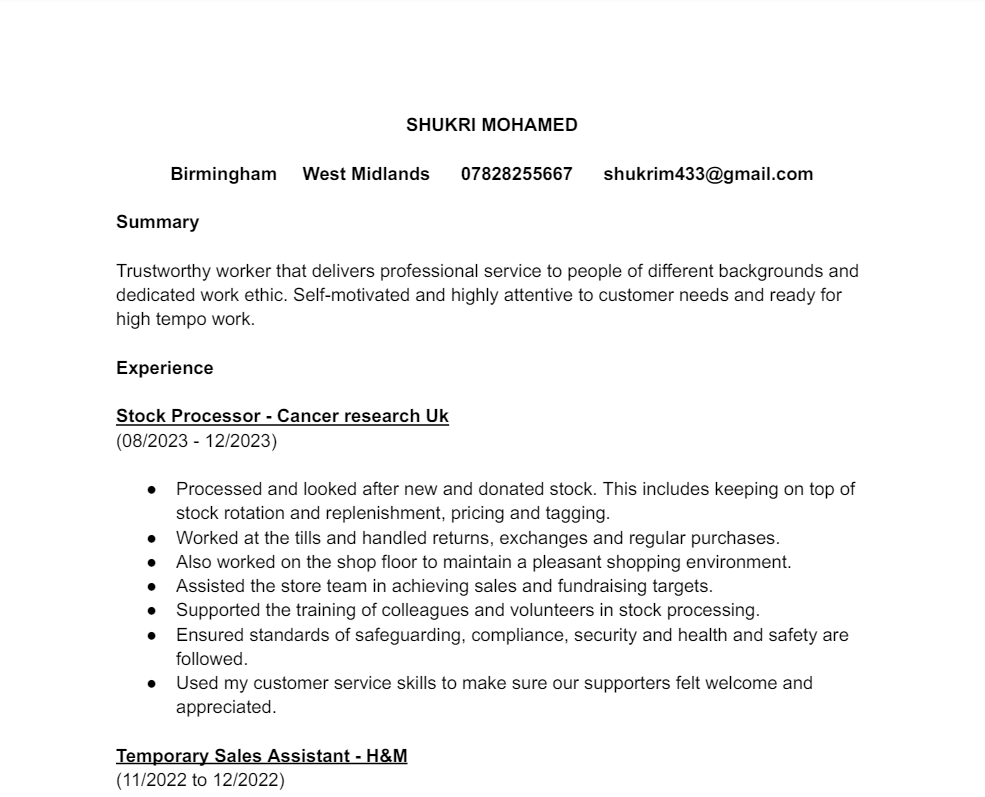 SHUKRI MOHAMED
Birmingham West Midlands 07828255667 shukrim433@gmail.com
Summary
Trustworthy worker that delivers professional service to people of different backgrounds and
dedicated work ethic. Self-motivated and highly attentive to customer needs and ready for
high tempo work.
Experience
Stock Processor - Cancer research Uk
(08/2023 - 12/2023)
● Processed and looked after new and donated stock. This includes keeping on top of
stock rotation and replenishment, pricing and tagging.
● Worked at the tills and handled returns, exchanges and regular purchases.
● Also worked on the shop floor to maintain a pleasant shopping environment.
● Assisted the store team in achieving sales and fundraising targets.
● Supported the training of colleagues and volunteers in stock processing.
● Ensured standards of safeguarding, compliance, security and health and safety are
followed.
● Used my customer service skills to make sure our supporters felt welcome and
appreciated.
Temporary Sales Assistant - H&M
(11/2022 to 12/2022)